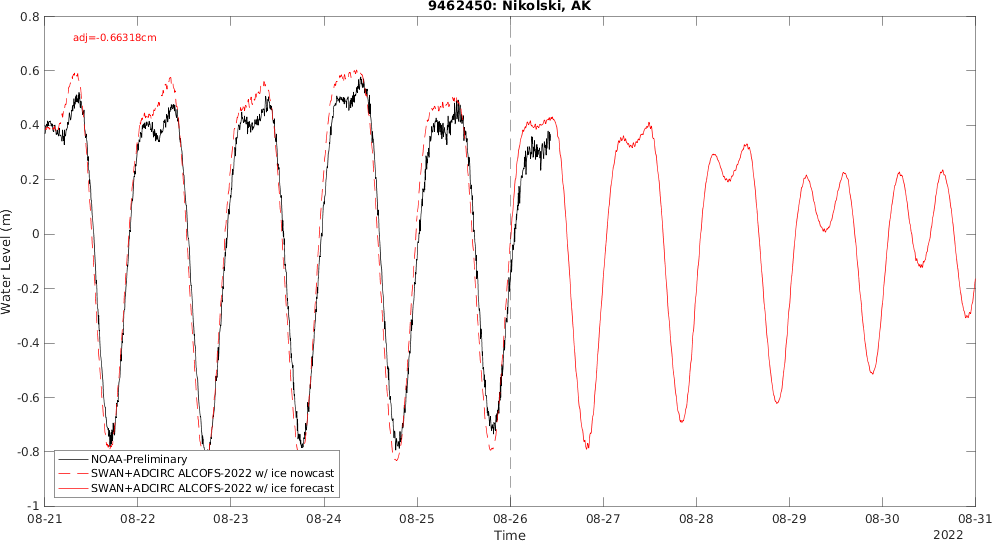 9462450: Nikolski, AK
adj=-0.66318cm
0.8
0.6
0.4
0.2
0
-0.2
-0.4
-0.6
-0.8
-1
Water Level (m)
NOAA-Preliminary
SWAN+ADCIRC ALCOFS-2022 w/ ice nowcast
SWAN+ADCIRC ALCOFS-2022 w/ ice forecast
08-21 08-22 08-23 08-24 08-25 08-26 08-27 08-28 08-29 08-30 08-31
Time
2022